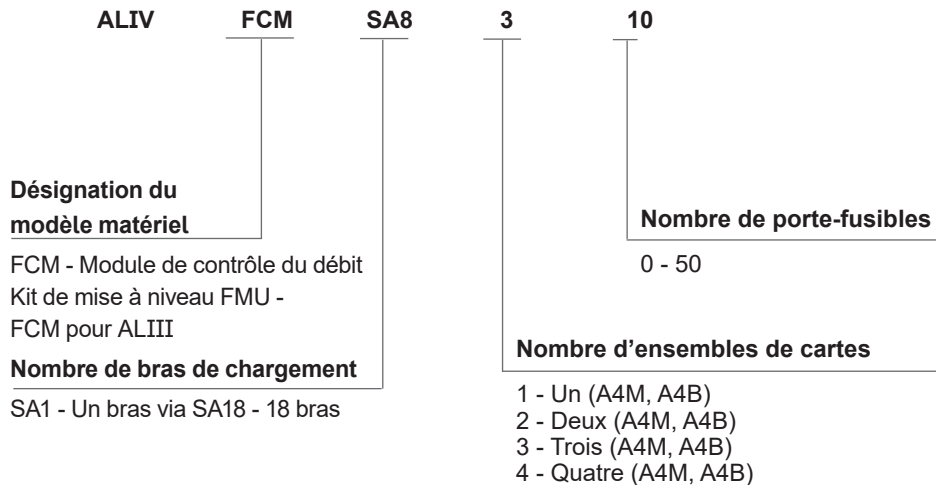 ALIV FCM SA8 3 10
Désignation du
modèle matériel
FCM - Module de contrôle du débit
Kit de mise à niveau FMU -
FCM pour ALIII
Nombre de bras de chargement
SA1 - Un bras via SA18 - 18 bras
Nombre de porte-fusibles
0 - 50
Nombre d’ensembles de cartes
1 - Un (A4M, A4B)
2 - Deux (A4M, A4B)
3 - Trois (A4M, A4B)
4 - Quatre (A4M, A4B)